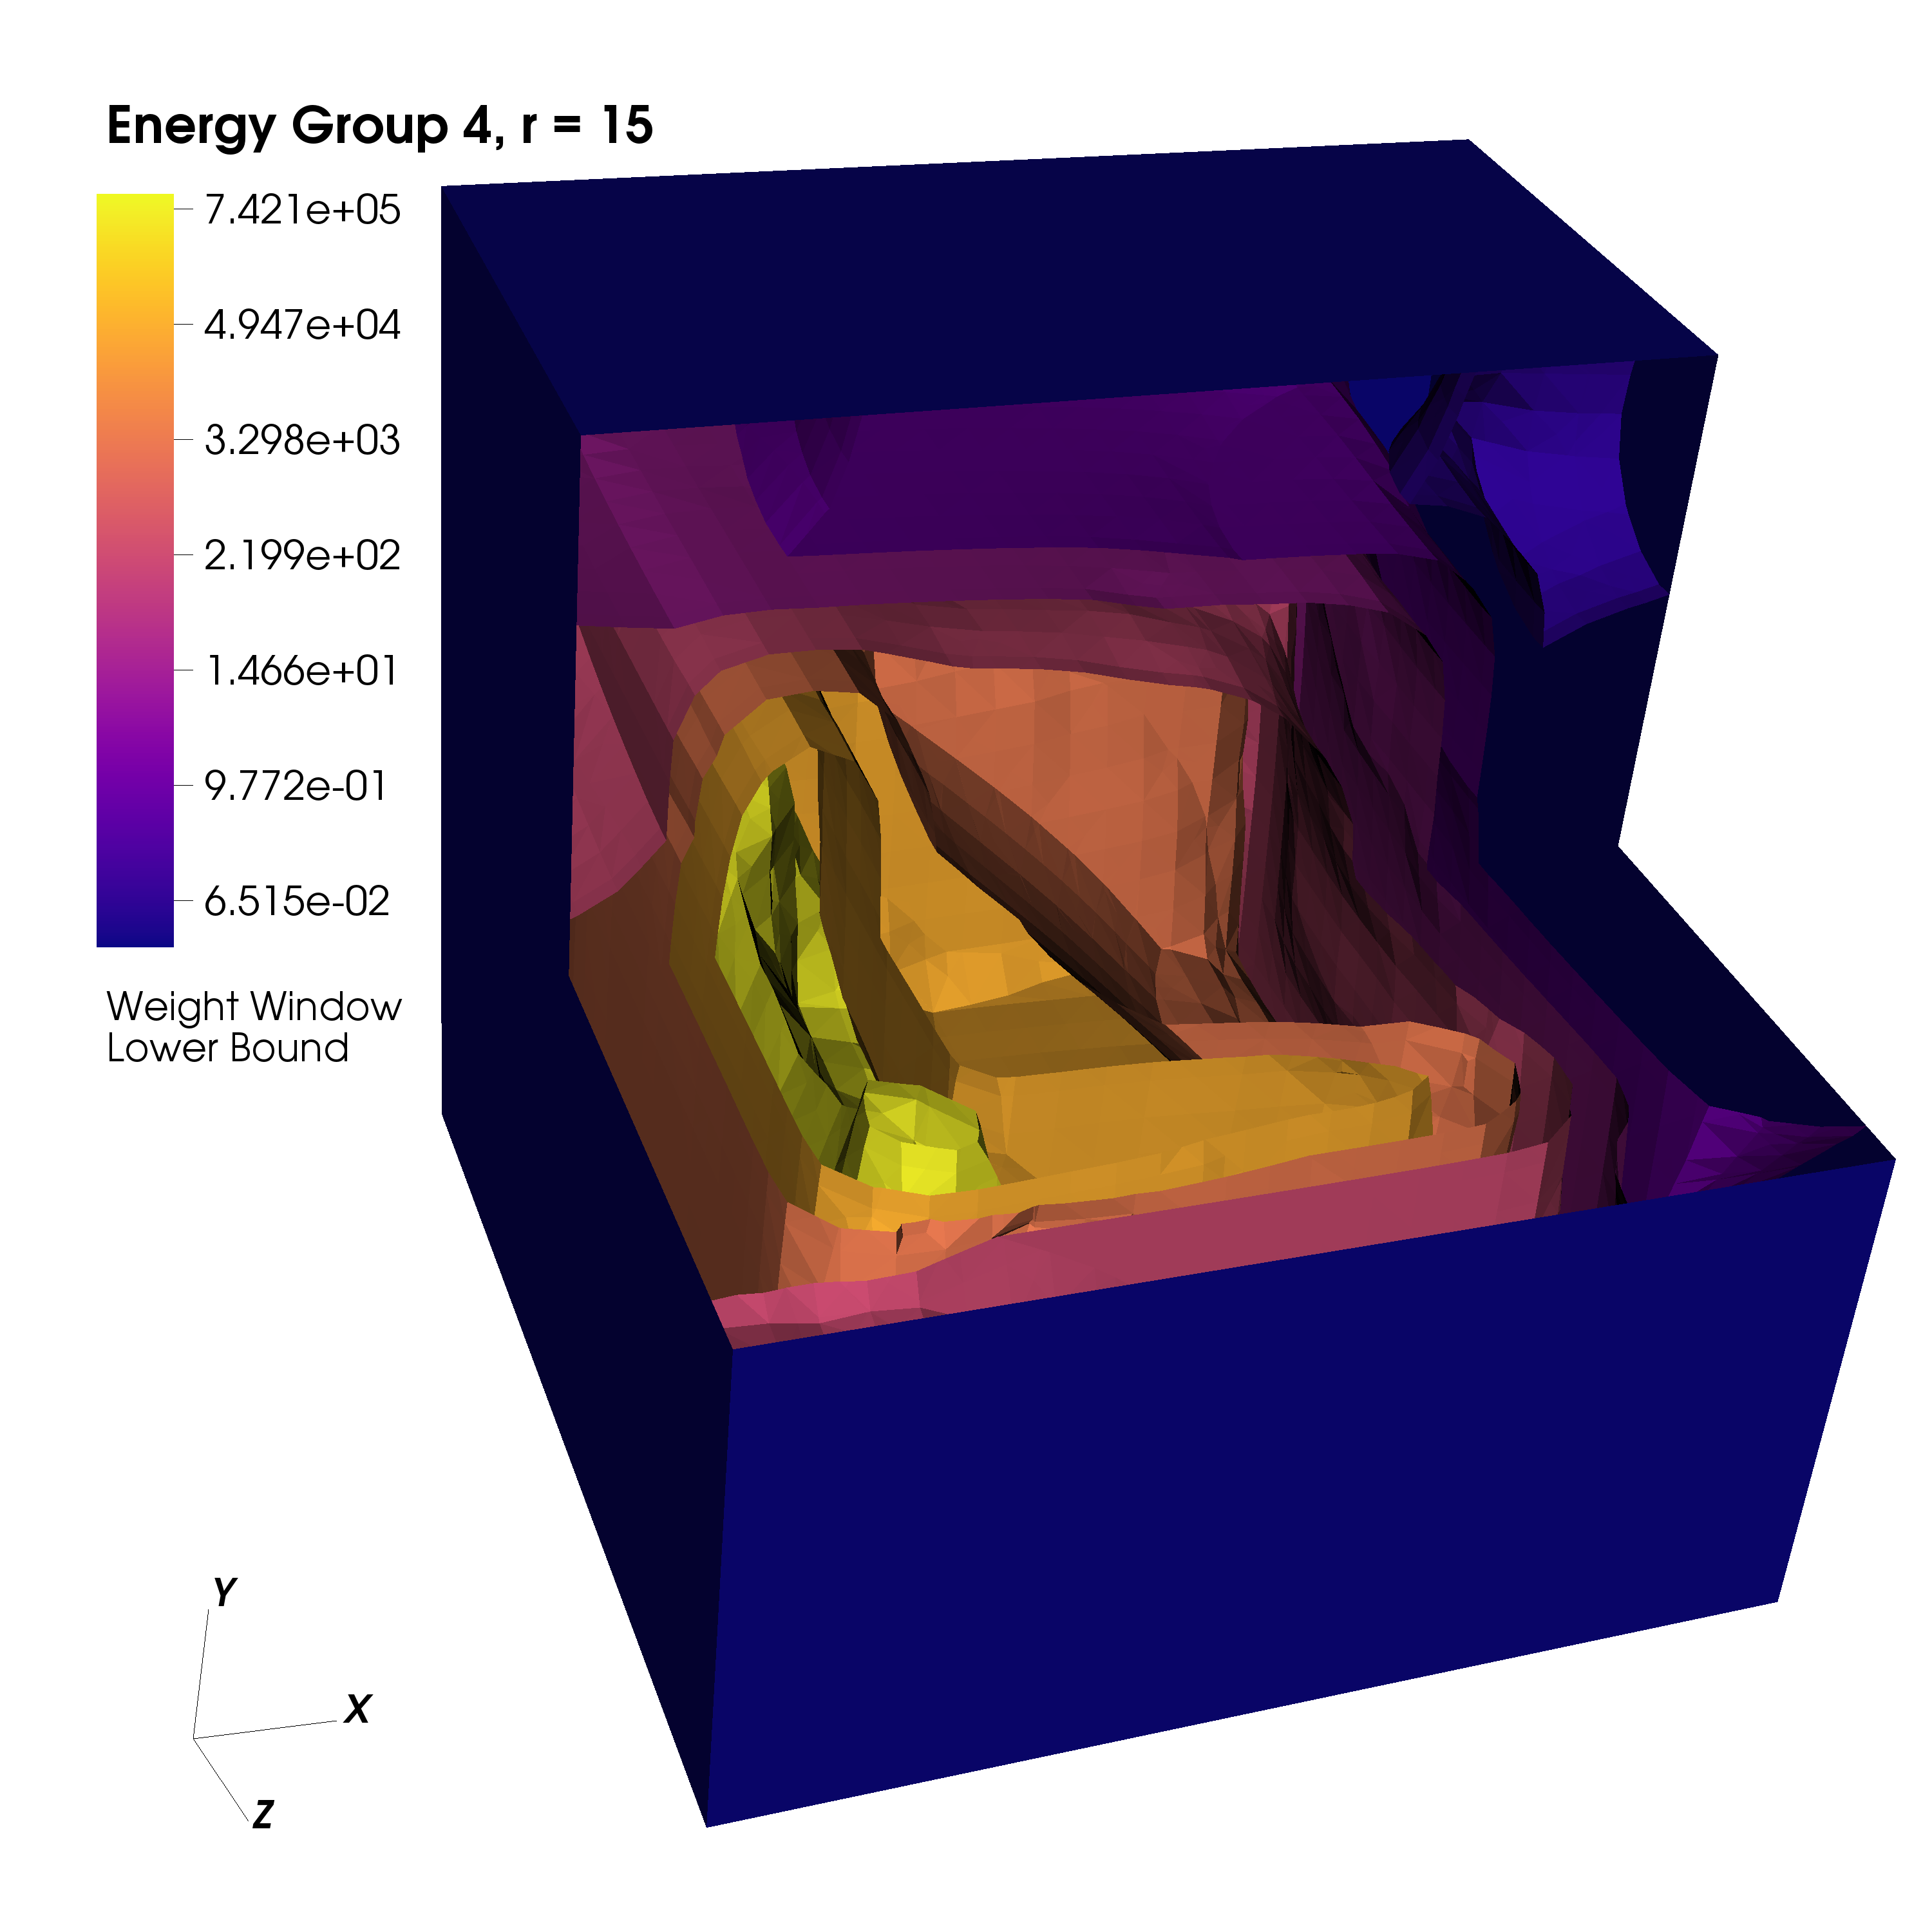 Energy Group 4, r = 15
7.421e+05
4.947e+04
3.298e+03
2.199e+02
1.466e+01
9.772e-01
6.515e-02
Weight Window
Lower Bound
Y
X
Z